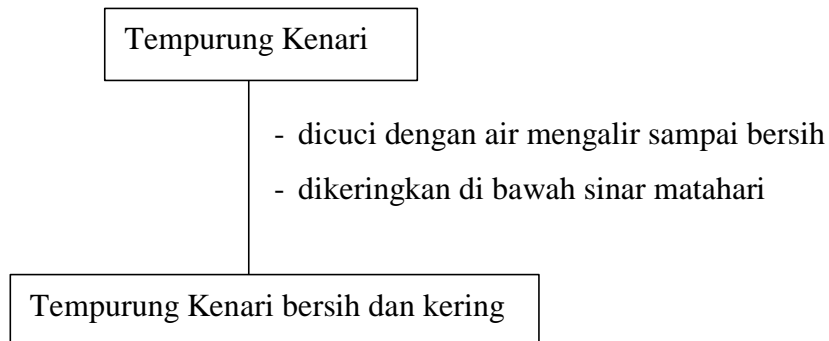 Tempurung Kenari
- dicuci dengan air mengalir sampai bersih
- dikeringkan di bawah sinar matahari
Tempurung Kenari bersih dan kering